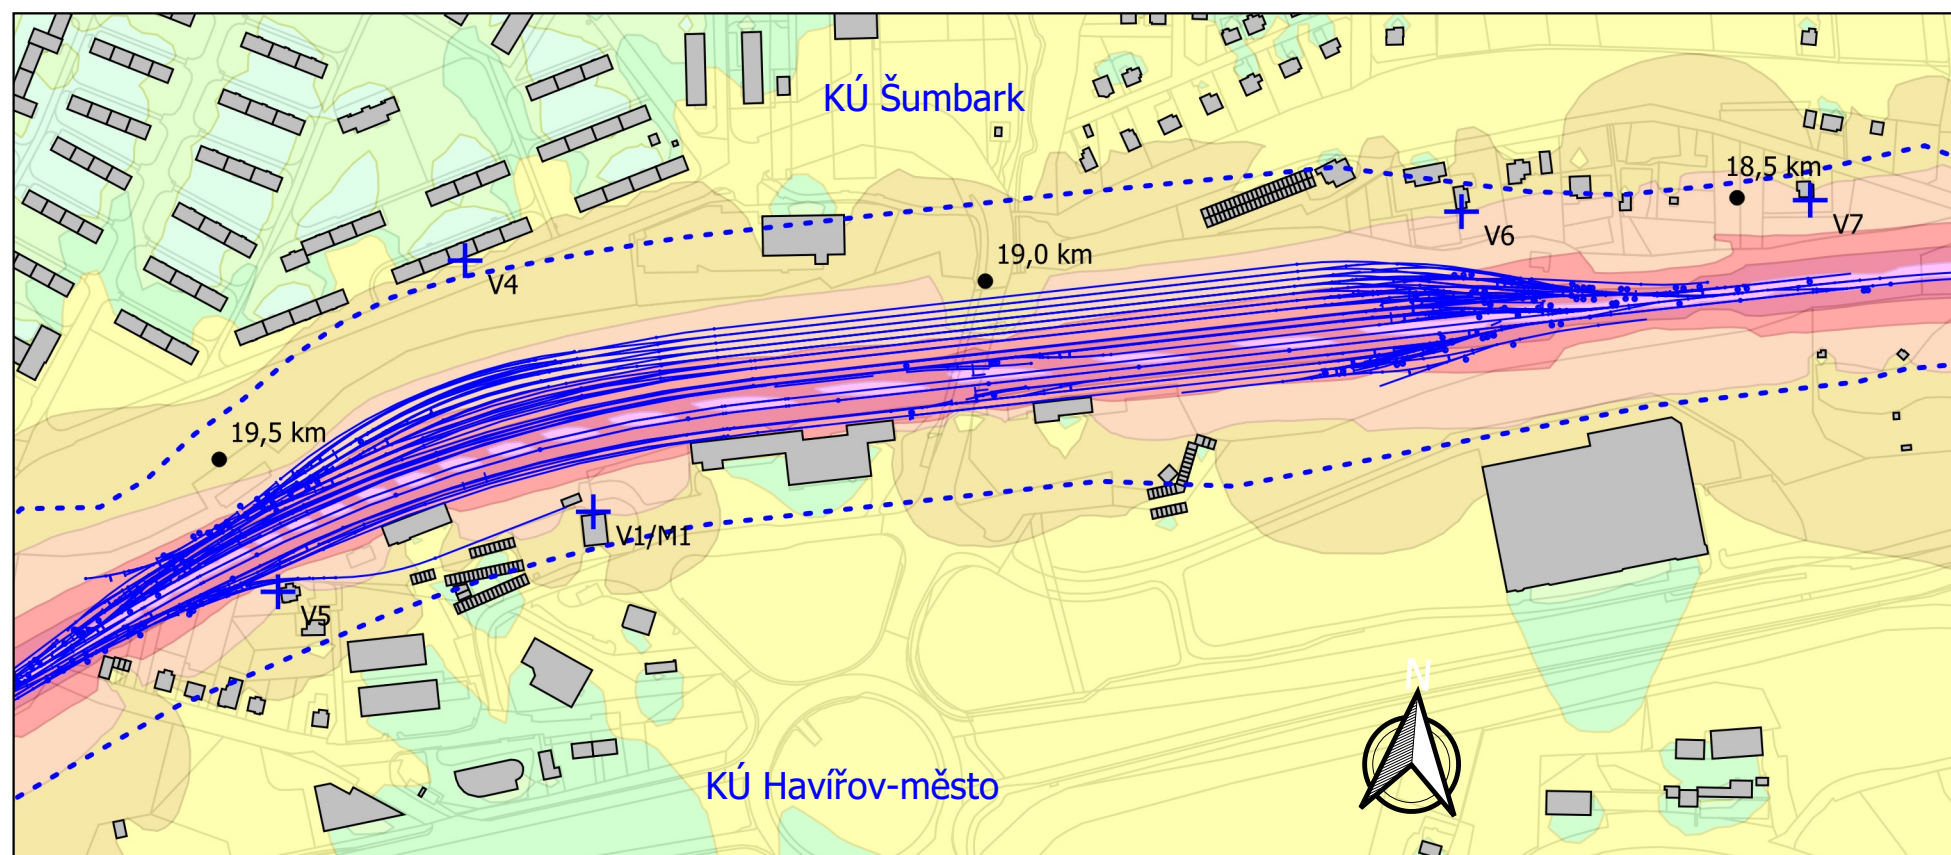 KÚ Šumbark
18,5 km
V7
V6
19,0 km
V4
19,5 km
V1/M1
V5
N
KÚ Havířov-město